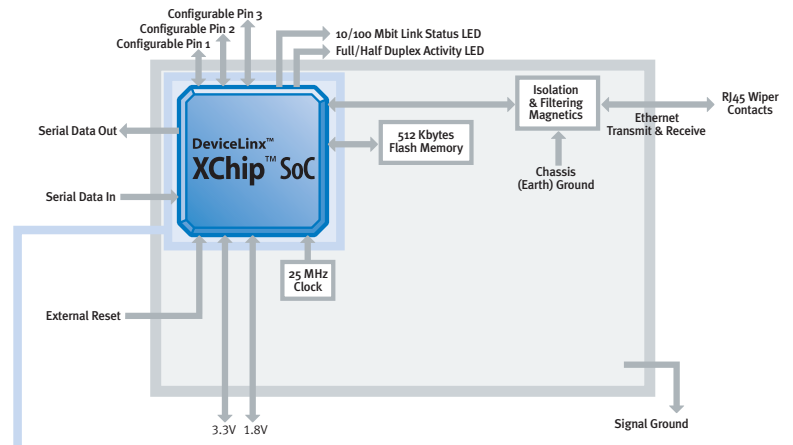 Configurable Pin 3
Configurable Pin 2
Configurable Pin 1
10/100 Mbit Link Status LED
Full/Half Duplex Activity LED
Isolation
& Filtering
Magnetics
RJ45 Wiper
Contacts
Ethernet
Transmit & Receive
Serial Data Out
DeviceLinx™
XChip™ SoC
512 Kbytes
Flash Memory
Chassis
(Earth) Ground
Serial Data In
25 MHz
Clock
External Reset
Signal Ground
3.3V 1.8V